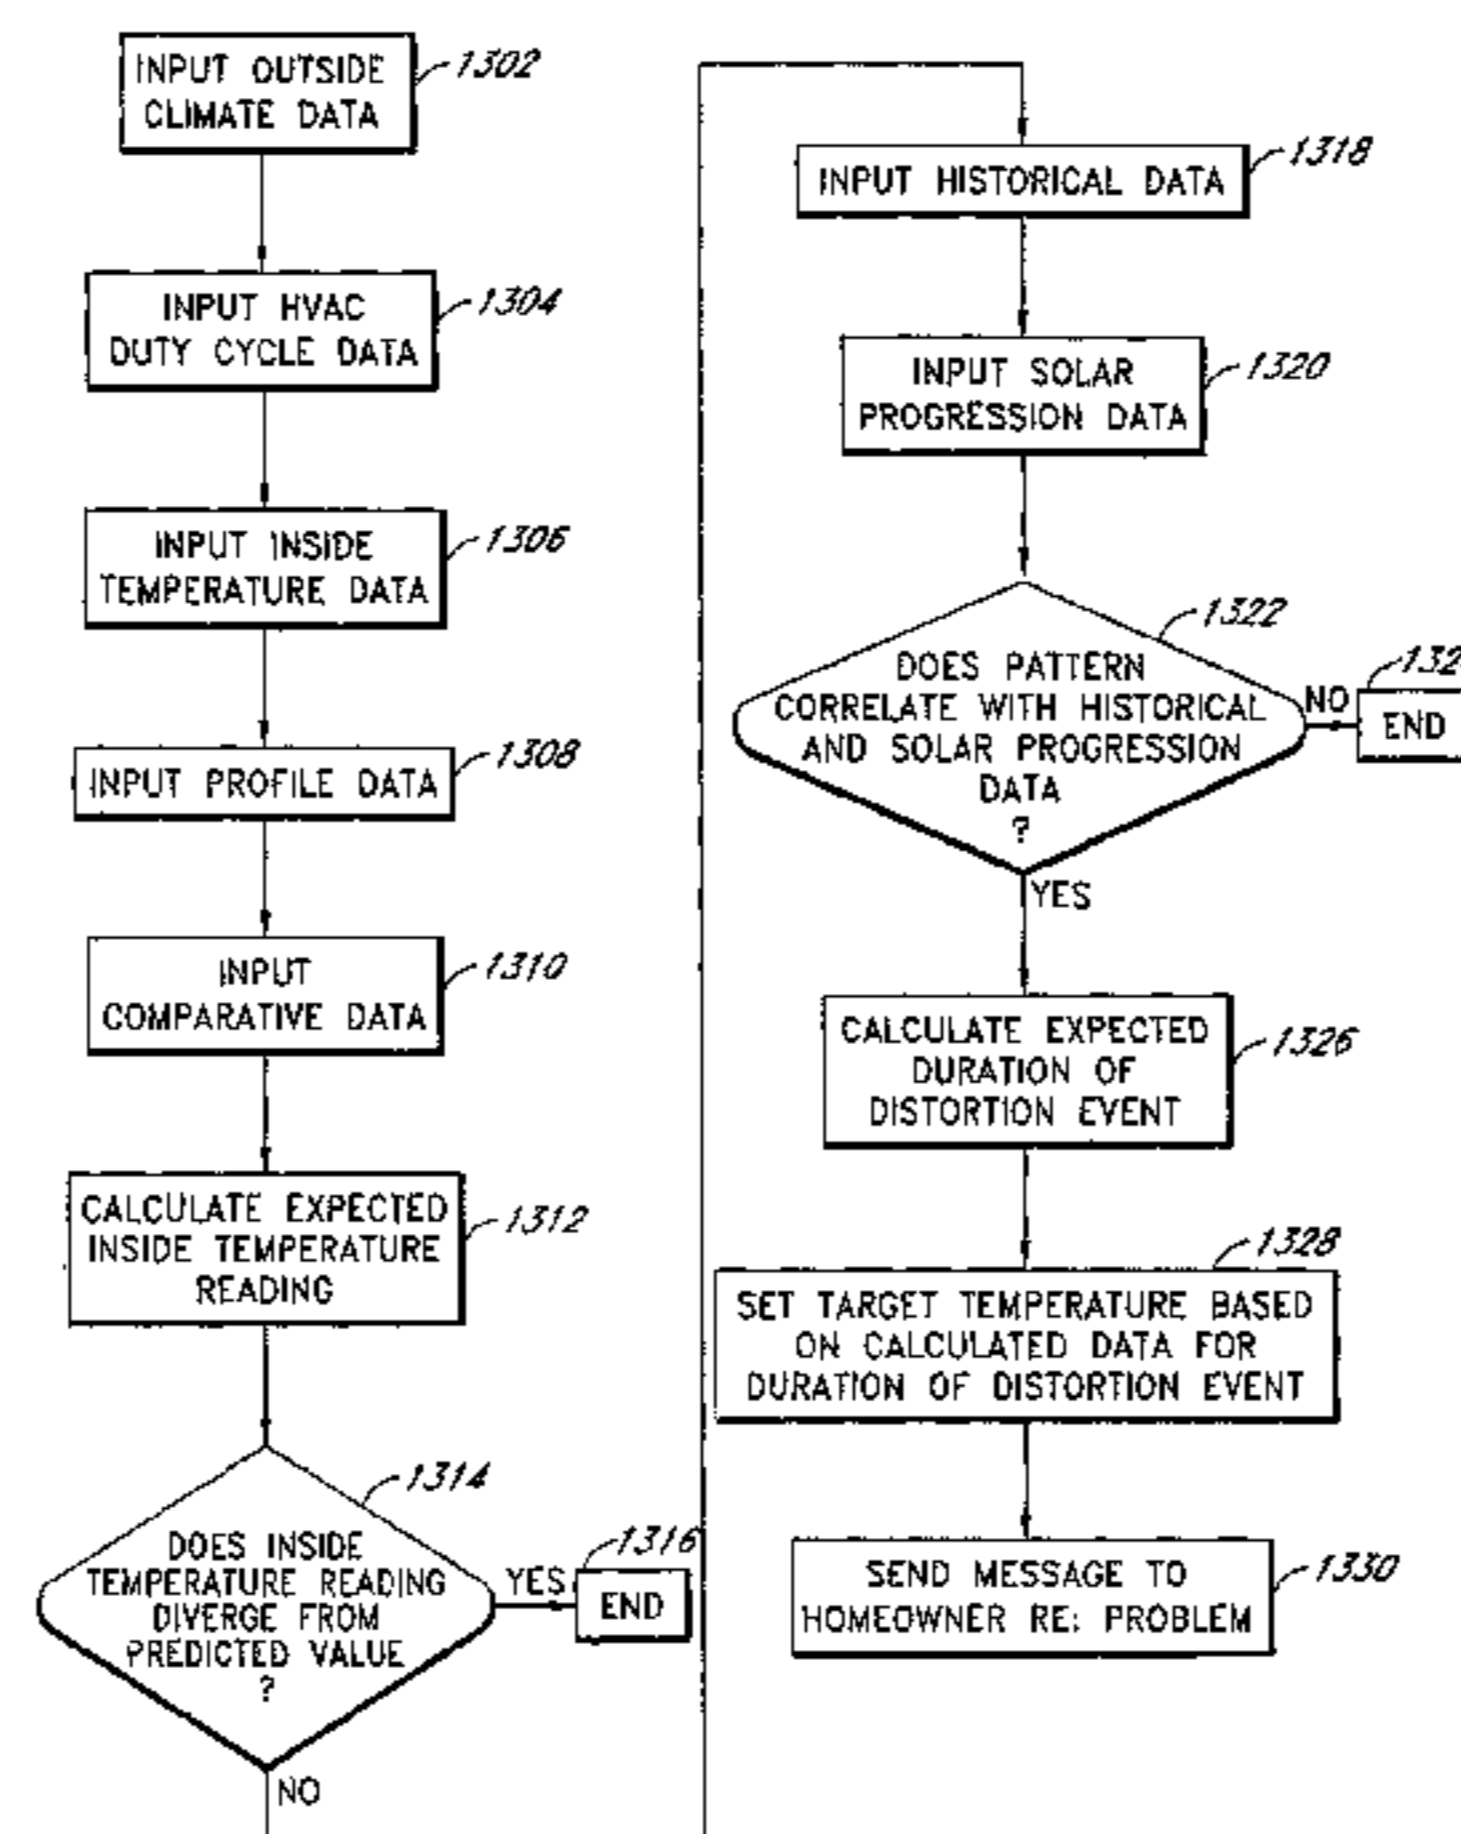 INPUT OUTSIDE
CLIMATE DATA
1302
INPUT HVAC
DUTY CYCLE DATA
1304
INPUT INSIDE
TEMPERATURE DATA
1306
INPUT PROFILE DATA
1308
INPUT
COMPARATIVE DATA
1310
CALCULATE EXPECTED
INSIDE TEMPERATURE
READING
1312
DOES INSIDE
TEMPERATURE READING
DIVERGE FROM
PREDICTED VALUE
?
1314
YES
END
1316
NO
INPUT HISTORICAL DATA
1318
INPUT SOLAR
PROGRESSION DATA
1320
DOES PATTERN
CORRELATE WITH HISTORICAL
AND SOLAR PROGRESSION
DATA
?
1322
NO
END
YES
CALCULATE EXPECTED
DURATION OF
DISTORTION EVENT
1326
SET TARGET TEMPERATURE BASED
ON CALCULATED DATA FOR
DURATION OF DISTORTION EVENT
1328
SEND MESSAGE TO
HOMEOWNER RE: PROBLEM
1330